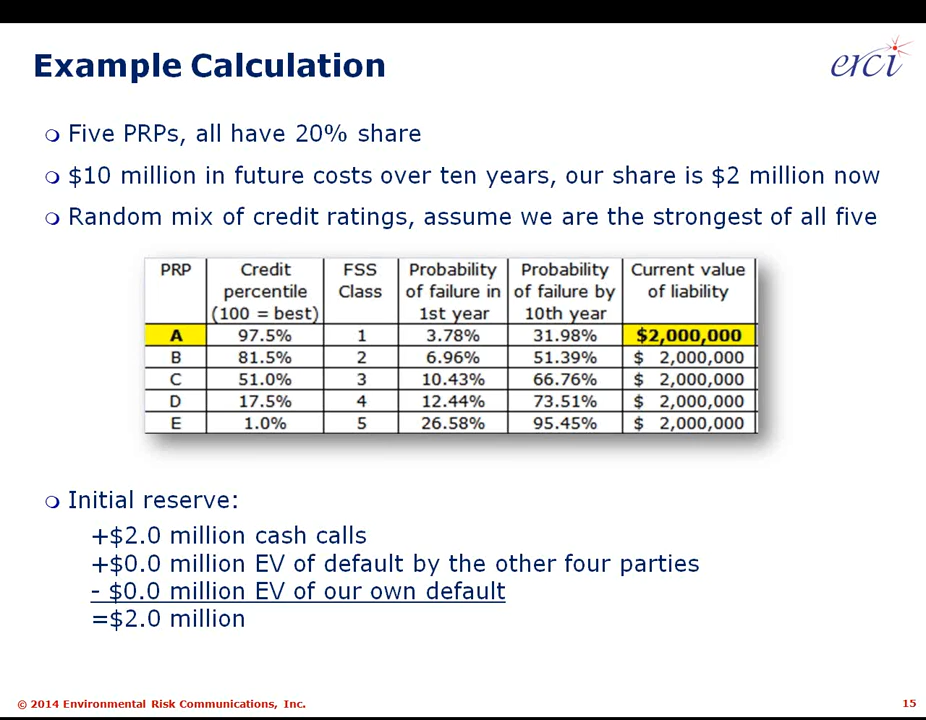 Example Calculation
erci
Five PRPs, all have 20% share
$10 million in future costs over ten years, our share is $2 million now
Random mix of credit ratings, assume we are the strongest of all five
PRP Credit percentile (100 = best) FSS Class Probability of failure in 1st year Probability of failure by 10th year Current value of liability
A 97.5% 1 3.78% 31.98% $2,000,000
B 81.5% 2 6.96% 51.39% $ 2,000,000
C 51.0% 3 10.43% 66.76% $ 2,000,000
D 17.5% 4 12.44% 73.51% $ 2,000,000
E 1.0% 5 26.58% 95.45% $ 2,000,000
Initial reserve:
+$2.0 million cash calls
+$0.0 million EV of default by the other four parties
- $0.0 million EV of our own default
=$2.0 million
© 2014 Environmental Risk Communications, Inc.
15